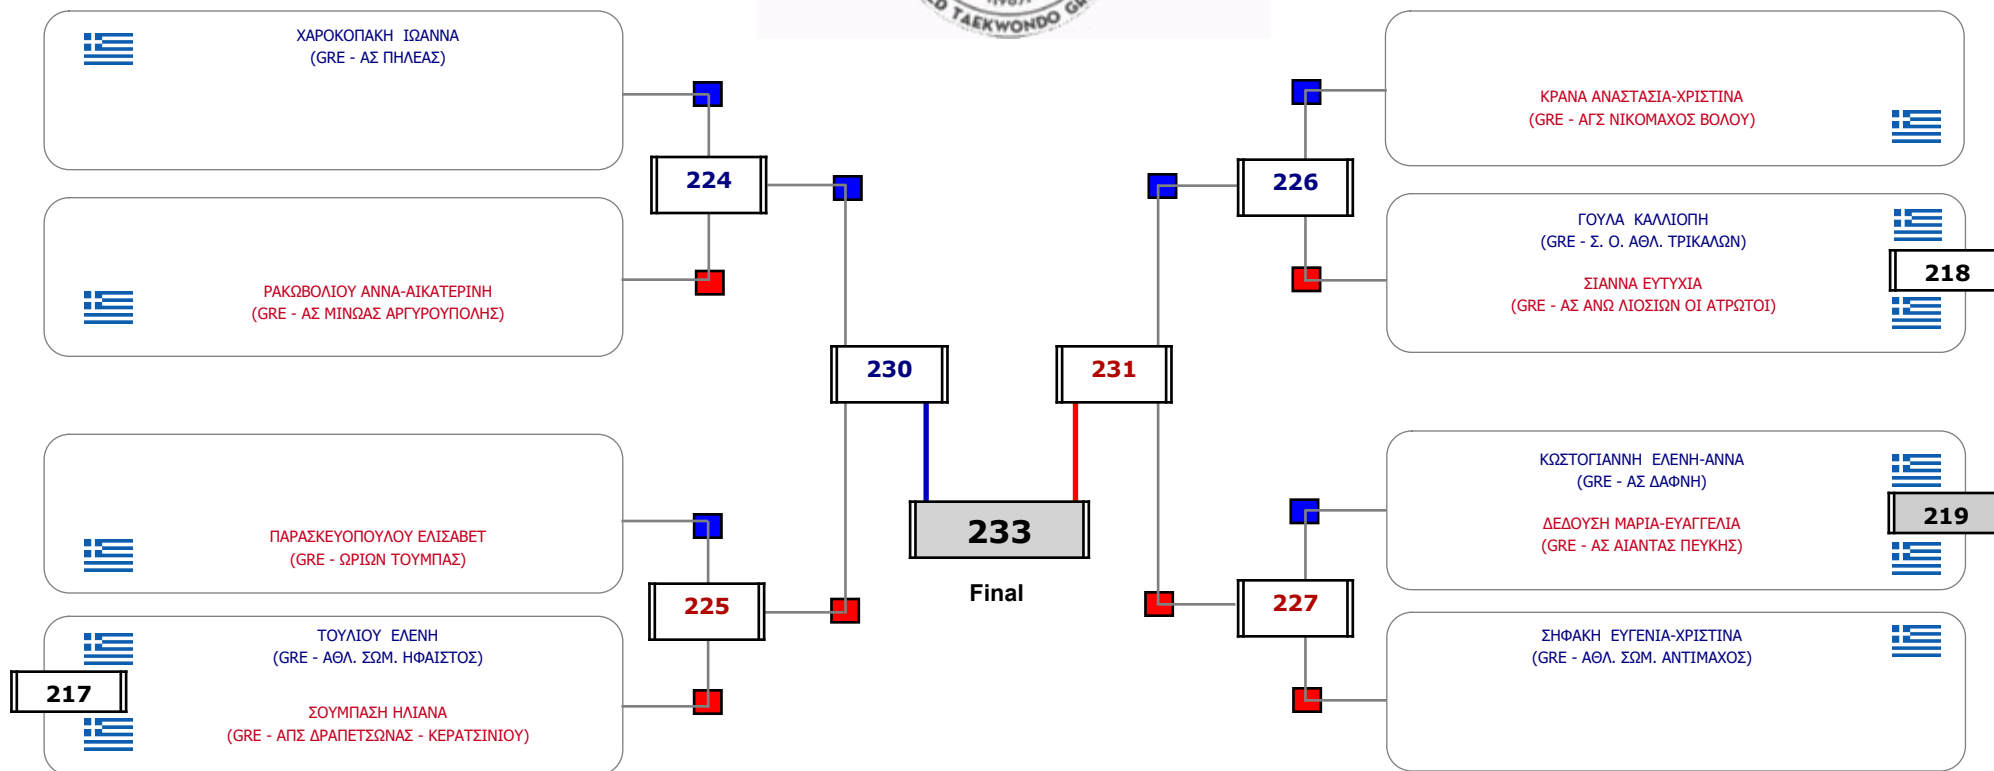 TAEKWONDO
ΧΑΡΟΚΟΠΑΚΗ ΙΩΑΝΝΑ
(GRE - ΑΣ ΠΗΛΕΑΣ)
224
ΡΑΚΩΒΟΛΙΟΥ ΑΝΝΑ-ΑΙΚΑΤΕΡΙΝΗ
(GRE - ΑΣ ΜΙΝΩΑΣ ΑΡΓΥΡΟΥΠΟΛΗΣ)
230
ΠΑΡΑΣΚΕΥΟΠΟΥΛΟΥ ΕΛΙΣΑΒΕΤ
(GRE - ΩΡΙΩΝ ΤΟΥΜΠΑΣ)
225
ΤΟΥΛΙΟΥ ΕΛΕΝΗ
(GRE - ΑΘΛ. ΣΩΜ. ΗΦΑΙΣΤΟΣ)
217
ΣΟΥΜΠΑΣΗ ΗΛΙΑΝΑ
(GRE - ΑΠΣ ΔΡΑΠΕΤΣΩΝΑΣ - ΚΕΡΑΤΣΙΝΙΟΥ)
233
Final
ΚΡΑΝΑ ΑΝΑΣΤΑΣΙΑ-ΧΡΙΣΤΙΝΑ
(GRE - ΑΓΣ ΝΙΚΟΜΑΧΟΣ ΒΟΛΟΥ)
226
ΓΟΥΛΑ ΚΑΛΛΙΟΠΗ
(GRE - Σ. Ο. ΑΘΛ. ΤΡΙΚΑΛΩΝ)
218
ΣΙΑΝΝΑ ΕΥΤΥΧΙΑ
(GRE - ΑΣ ΑΝΩ ΛΙΟΣΙΩΝ ΟΙ ΑΤΡΩΤΟΙ)
231
ΚΩΣΤΟΓΙΑΝΝΗ ΕΛΕΝΗ-ΑΝΝΑ
(GRE - ΑΣ ΔΑΦΝΗ)
219
ΔΕΔΟΥΣΗ ΜΑΡΙΑ-ΕΥΑΓΓΕΛΙΑ
(GRE - ΑΣ ΑΙΑΝΤΑΣ ΠΕΥΚΗΣ)
227
ΣΗΦΑΚΗ ΕΥΓΕΝΙΑ-ΧΡΙΣΤΙΝΑ
(GRE - ΑΘΛ. ΣΩΜ. ΑΝΤΙΜΑΧΟΣ)